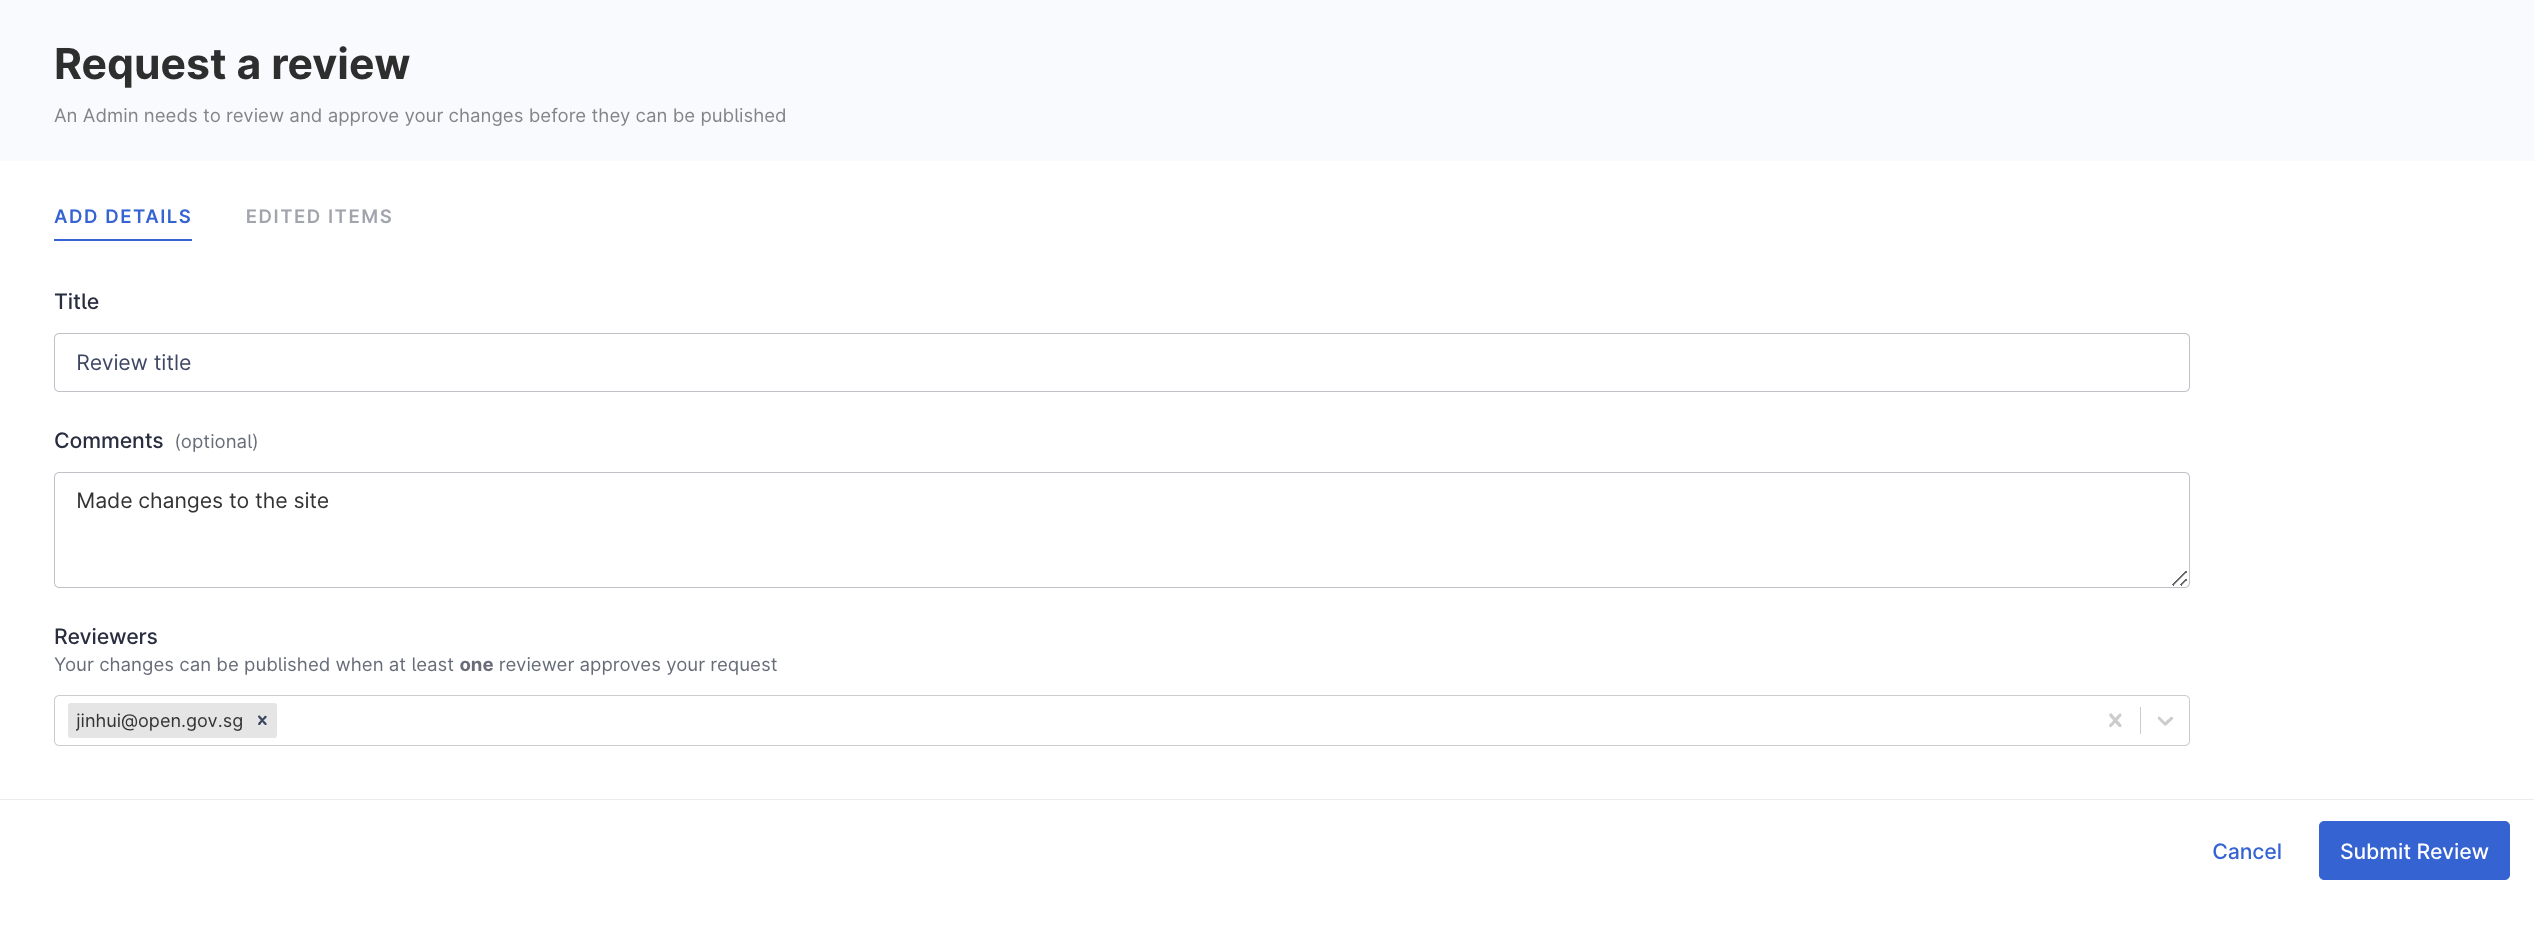 Request a review
An Admin needs to review and approve your changes before they can be published
ADD DETAILS EDITED ITEMS
Title
Review title
Comments (optional)
Made changes to the site
Reviewers
Your changes can be published when at least one reviewer approves your request
jinhui@open.gov.sg
Cancel Submit Review